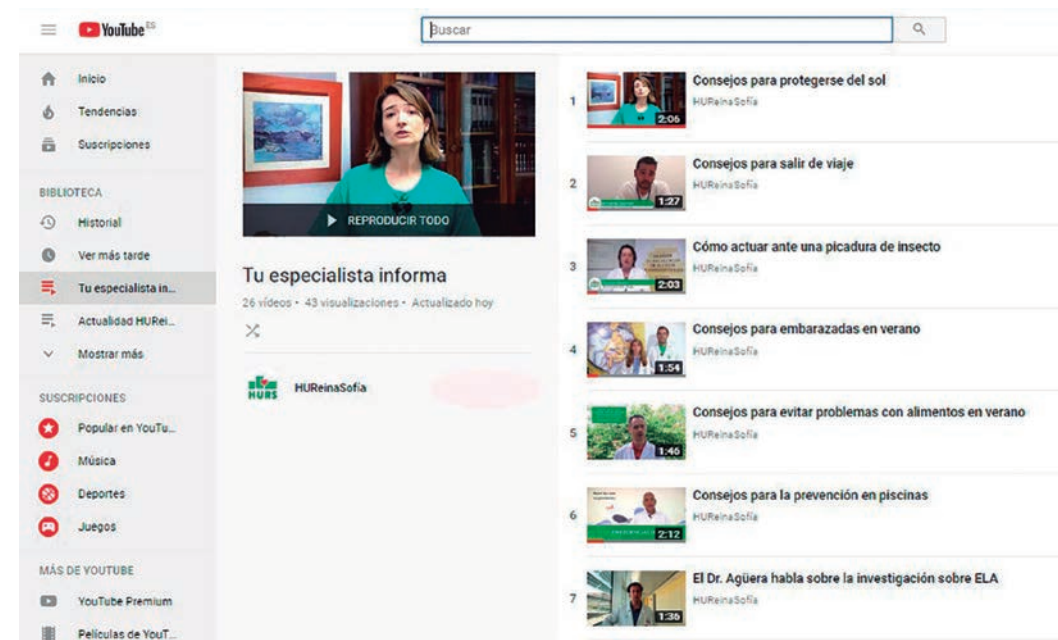 YouTube ES
Buscar
Inicio
Tendencias
Suscripciones
BIBLIOTECA
Historial
Ver más tarde
Tu especialista in...
Actualidad HURei...
Mostrar más
SUSCRIPCIONES
Popular en YouTu...
Música
Deportes
Juegos
MÁS DE YOUTUBE
YouTube Premium
Películas de YouT...
REPRODUCIR TODO
Tu especialista informa
26 vídeos • 43 visualizaciones • Actualizado hoy
HURS
HUReinaSofía
1
2:06
Consejos para protegerse del sol
HUReinaSofía
2
1:27
Consejos para salir de viaje
HUReinaSofía
3
2:03
Cómo actuar ante una picadura de insecto
HUReinaSofía
4
1:54
Consejos para embarazadas en verano
HUReinaSofía
5
1:46
Consejos para evitar problemas con alimentos en verano
HUReinaSofía
6
2:12
Consejos para la prevención en piscinas
HUReinaSofía
7
1:36
El Dr. Agüera habla sobre la investigación sobre ELA
HUReinaSofía